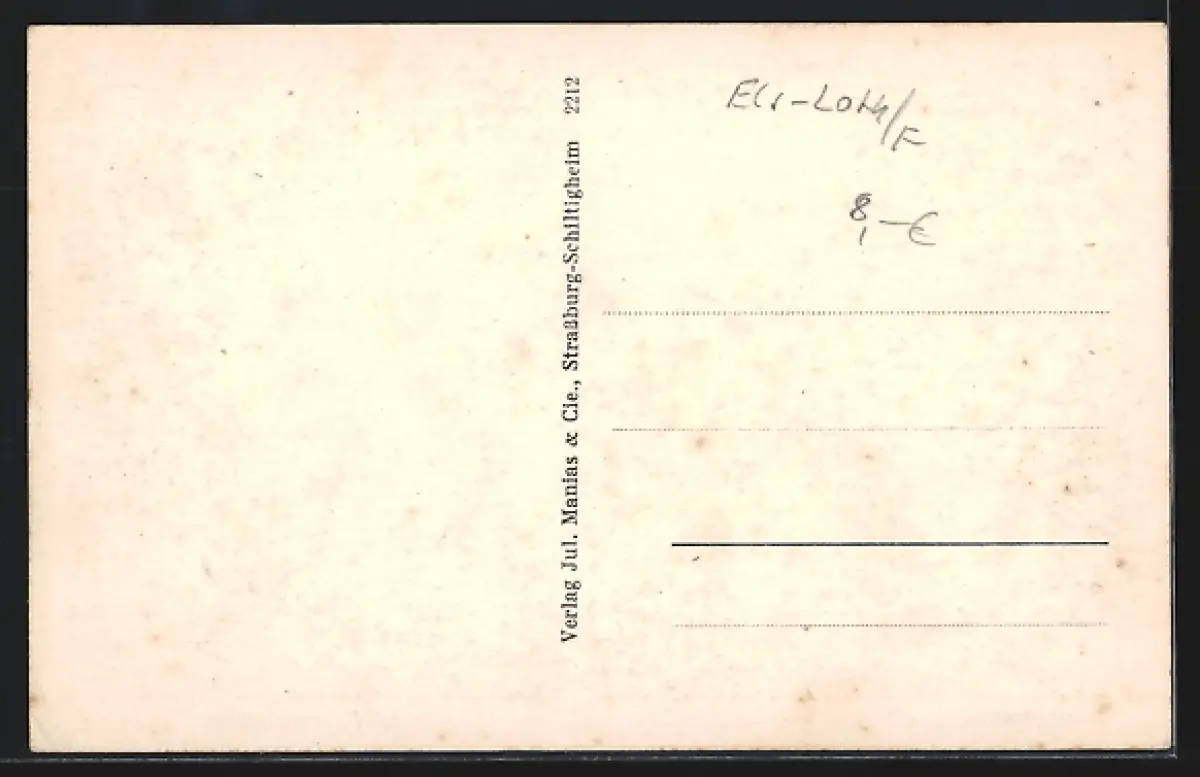 Verlag Jul. Manias & Cie., Straßburg-Schiltigheim 2212
Els-Loth/F
8,-€